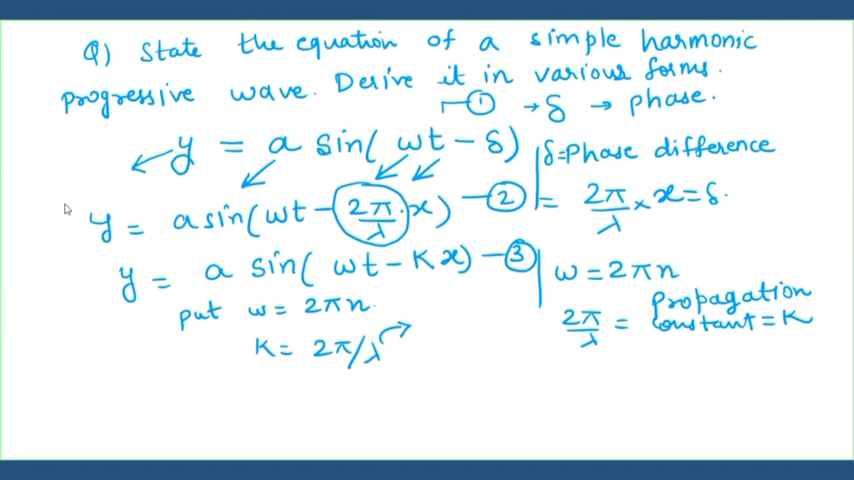 Q) State the equation of a simple harmonic
progressive wave. Derive it in various forms.
① → δ → phase.
y = a sin(ωt - δ)
δ=Phase difference
= 2π/λ × x = δ.
y = a sin(ωt - 2π/λ · x) - ②
y = a sin(ωt - Kx) - ③
ω = 2πn
put ω = 2πn.
2π/λ = Propagation
constant = K
K = 2π/λ